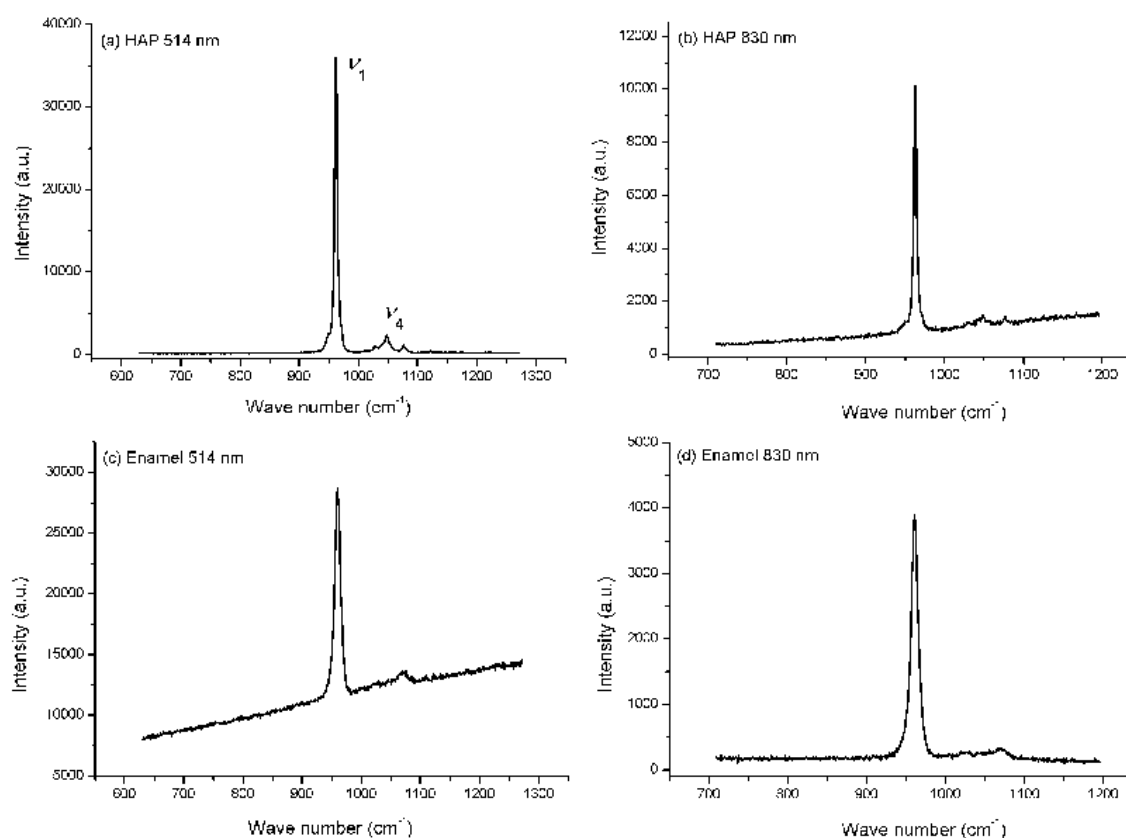 (a) HAP 514 nm
ν1
ν4
40000
30000
20000
10000
0
600 700 800 900 1000 1100 1200 1300
Intensity (a.u.)
Wave number (cm-1)
(b) HAP 830 nm
12000
10000
8000
6000
4000
2000
0
700 800 900 1000 1100 1200
Intensity (a.u.)
Wave number (cm-1)
(c) Enamel 514 nm
30000
25000
20000
15000
10000
5000
600 700 800 900 1000 1100 1200 1300
Intensity (a.u.)
Wave number (cm-1)
(d) Enamel 830 nm
5000
4000
3000
2000
1000
0
700 800 900 1000 1100 1200
Intensity (a.u.)
Wave number (cm-1)